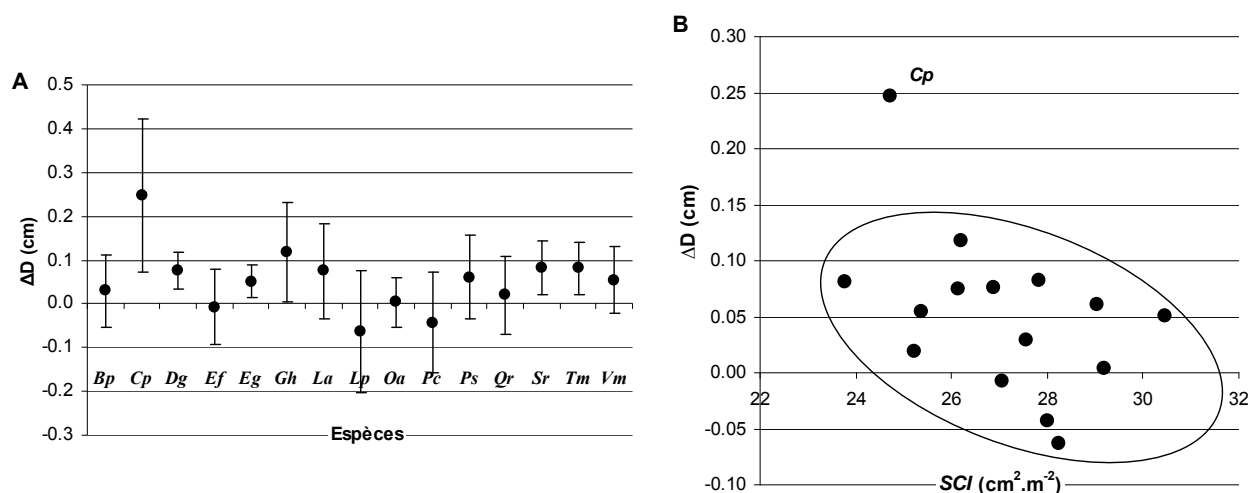 A
ΔD (cm)
0.5
0.4
0.3
0.2
0.1
0.0
-0.1
-0.2
-0.3
Bp Cp Dg Ef Eg Gh La Lp Oa Pc Ps Qr Sr Tm Vm
Espèces
B
ΔD (cm)
0.30
0.25
0.20
0.15
0.10
0.05
0.00
-0.05
-0.10
Cp
22 24 26 28 30 32
SCI (cm².m⁻²)